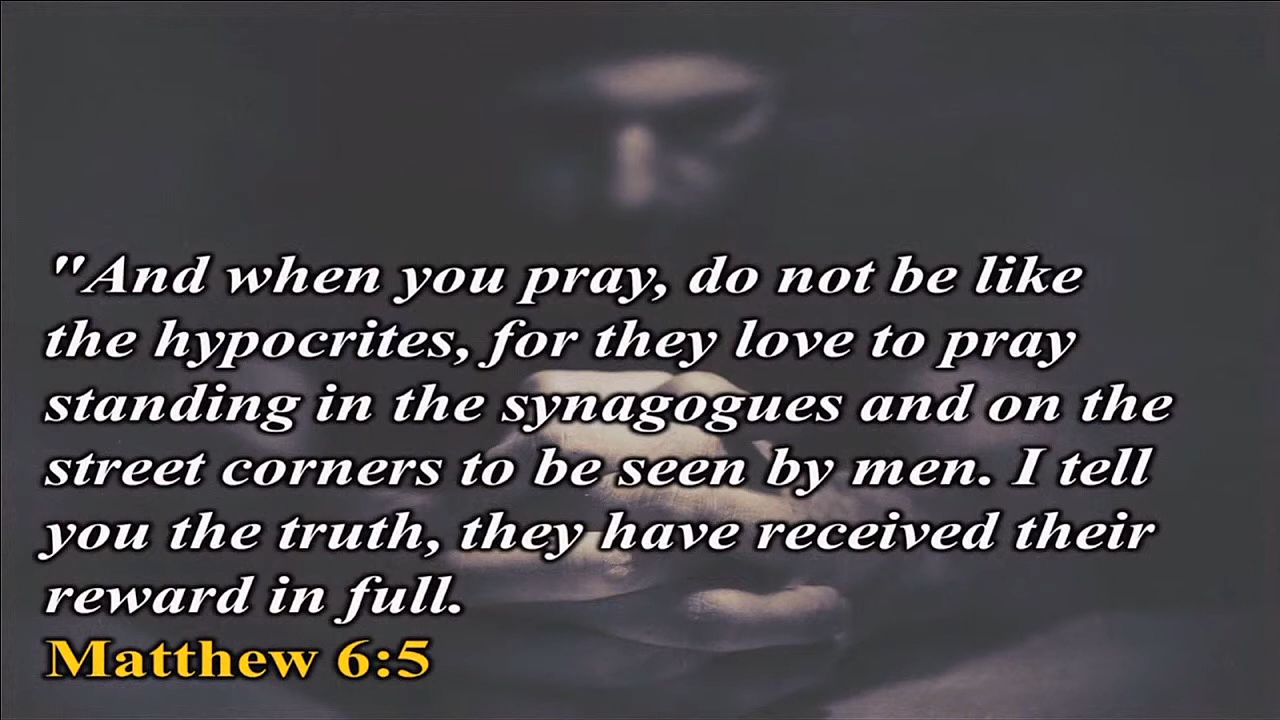 "And when you pray, do not be like
the hypocrites, for they love to pray
standing in the synagogues and on the
street corners to be seen by men. I tell
you the truth, they have received their
reward in full.
Matthew 6:5